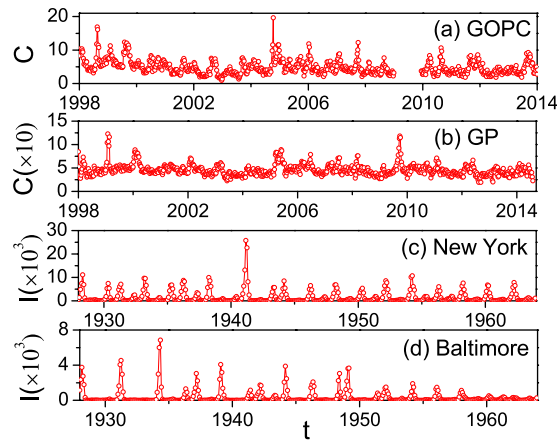 20
15
10
5
0
C
(a) GOPC
1998 2002 2006 2010 2014
15
10
5
0
C(×10)
(b) GP
1998 2002 2006 2010 2014
30
20
10
0
I(×10³)
(c) New York
1930 1940 1950 1960
8
4
0
I(×10³)
(d) Baltimore
1930 1940 1950 1960
t